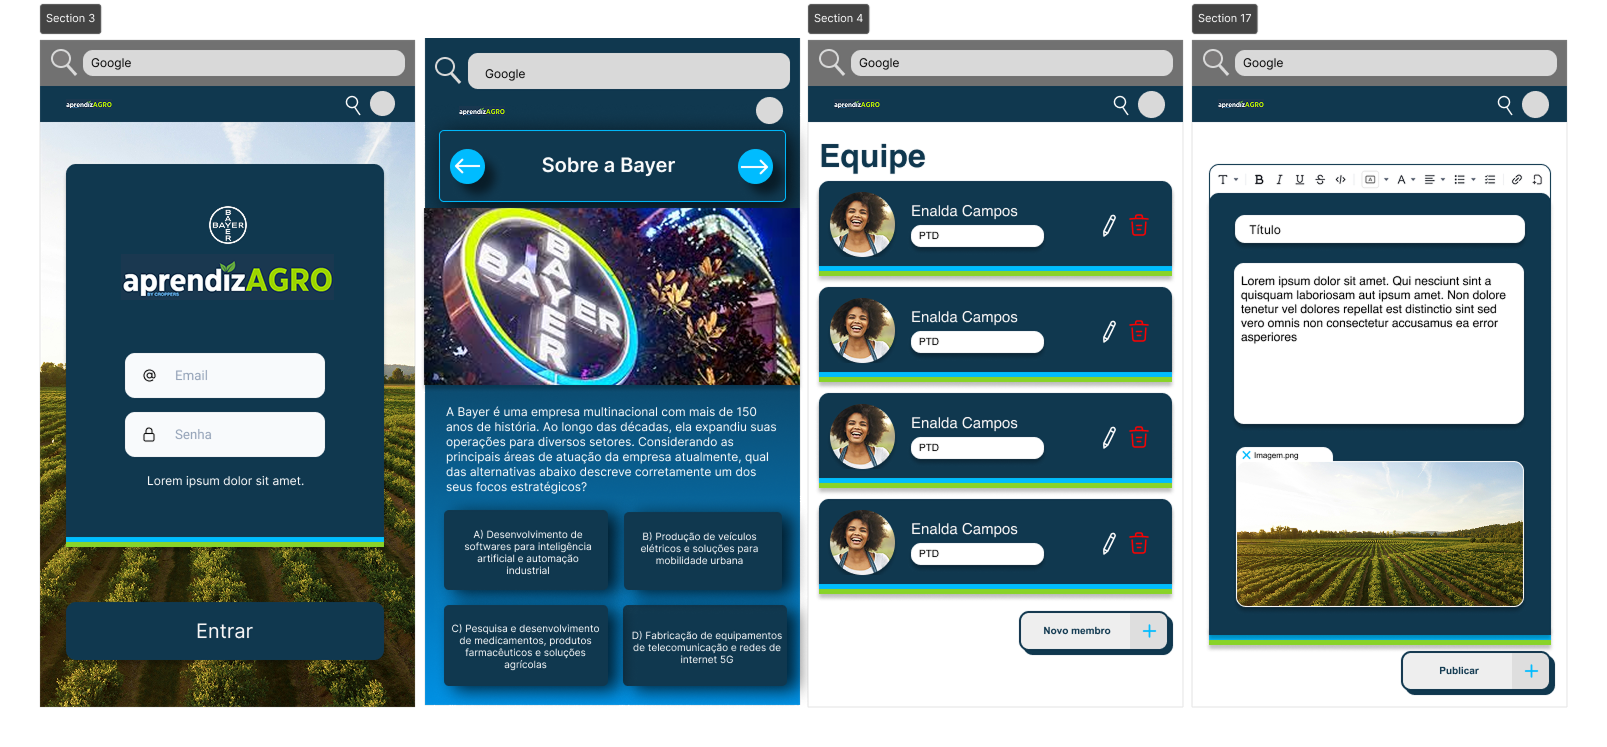 Section 3
Google
aprendizAGRO
BAYER
BAYER
aprendizAGRO
BY CROPPERS
Email
Senha
Lorem ipsum dolor sit amet.
Entrar
Google
aprendizAGRO
Sobre a Bayer
BAYER
BAYER
A Bayer é uma empresa multinacional com mais de 150
anos de história. Ao longo das décadas, ela expandiu suas
operações para diversos setores. Considerando as
principais áreas de atuação da empresa atualmente, qual
das alternativas abaixo descreve corretamente um dos
seus focos estratégicos?
A) Desenvolvimento de
softwares para inteligência
artificial e automação
industrial
B) Produção de veículos
elétricos e soluções para
mobilidade urbana
C) Pesquisa e desenvolvimento
de medicamentos, produtos
farmacêuticos e soluções
agrícolas
D) Fabricação de equipamentos
de telecomunicação e redes de
internet 5G
Section 4
Google
aprendizAGRO
Equipe
Enalda Campos
PTD
Enalda Campos
PTD
Enalda Campos
PTD
Enalda Campos
PTD
Novo membro
Section 17
Google
aprendizAGRO
T B I U S A A
Título
Lorem ipsum dolor sit amet. Qui nesciunt sint a
quisquam laboriosam aut ipsum amet. Non dolore
tenetur vel dolores repellat est distinctio sint sed
vero omnis non consectetur accusamus ea error
asperiores
Imagem.png
Publicar